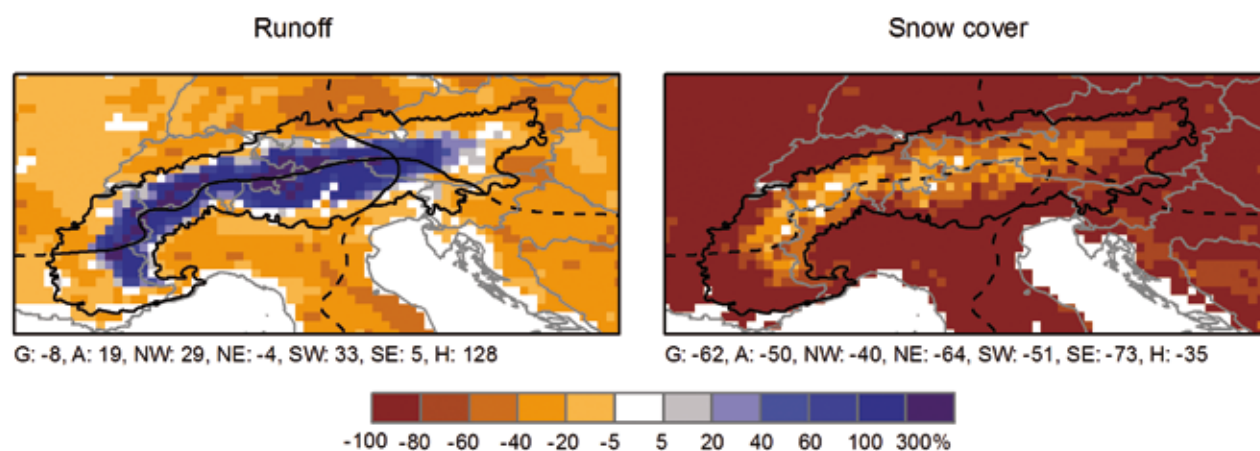 Runoff Snow cover
G: -8, A: 19, NW: 29, NE: -4, SW: 33, SE: 5, H: 128
G: -62, A: -50, NW: -40, NE: -64, SW: -51, SE: -73, H: -35
-100 -80 -60 -40 -20 -5 5 20 40 60 100 300%